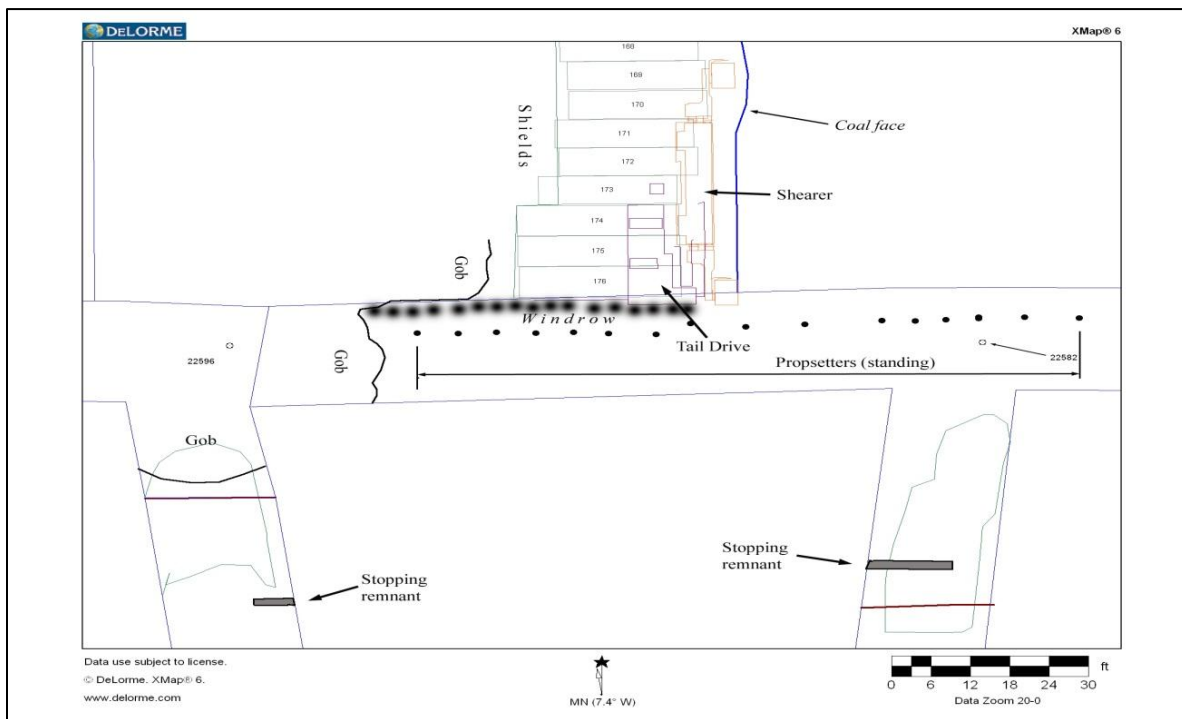 DELORME
XMap® 6
168
169
170
171
172
173
174
175
176
Shields
Coal face
Shearer
Gob
Windrow
Tail Drive
Gob
22596
Propsetters (standing)
22582
Gob
Stopping
remnant
Stopping
remnant
Data use subject to license.
© DeLorme. XMap® 6.
www.delorme.com
MN (7.4° W)
ft
0 6 12 18 24 30
Data Zoom 20-0